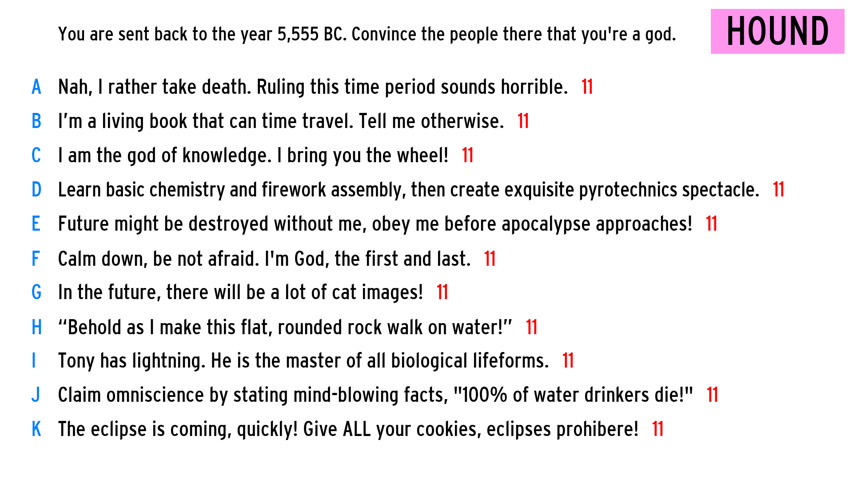 You are sent back to the year 5,555 BC. Convince the people there that you're a god.
HOUND
A Nah, I rather take death. Ruling this time period sounds horrible. 11
B I’m a living book that can time travel. Tell me otherwise. 11
C I am the god of knowledge. I bring you the wheel! 11
D Learn basic chemistry and firework assembly, then create exquisite pyrotechnics spectacle. 11
E Future might be destroyed without me, obey me before apocalypse approaches! 11
F Calm down, be not afraid. I'm God, the first and last. 11
G In the future, there will be a lot of cat images! 11
H “Behold as I make this flat, rounded rock walk on water!” 11
I Tony has lightning. He is the master of all biological lifeforms. 11
J Claim omniscience by stating mind-blowing facts, "100% of water drinkers die!" 11
K The eclipse is coming, quickly! Give ALL your cookies, eclipses prohibere! 11